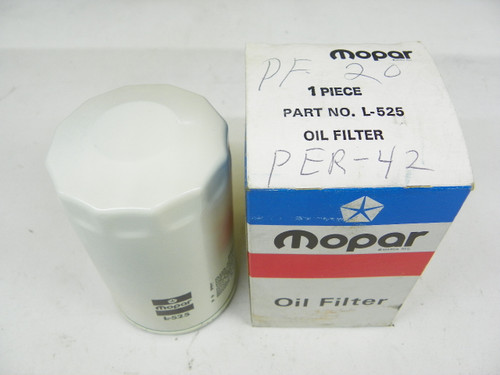 mopar
PF 20
1 PIECE
PART NO. L-525
OIL FILTER
PER-42
mopar
Oil Filter
mopar
L-525